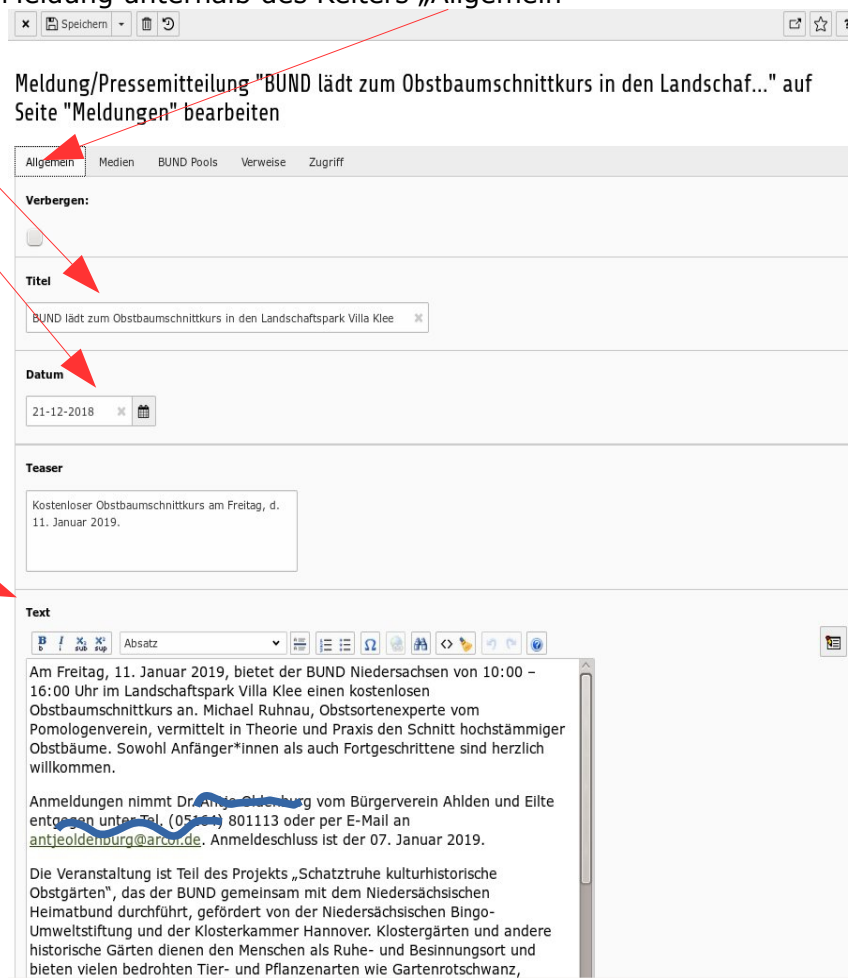 Meldung unterhalb des Reiters „Allgemein
Speichern
Meldung/Pressemitteilung "BUND lädt zum Obstbaumschnittkurs in den Landschaf..." auf
Seite "Meldungen" bearbeiten
Allgemein Medien BUND Pools Verweise Zugriff
Verbergen:
Titel
BUND lädt zum Obstbaumschnittkurs in den Landschaftspark Villa Klee
Datum
21-12-2018
Teaser
Kostenloser Obstbaumschnittkurs am Freitag, d.
11. Januar 2019.
Text
B I X₂ X² Absatz Ω
b i sub sup
Am Freitag, 11. Januar 2019, bietet der BUND Niedersachsen von 10:00 –
16:00 Uhr im Landschaftspark Villa Klee einen kostenlosen
Obstbaumschnittkurs an. Michael Ruhnau, Obstsortenexperte vom
Pomologenverein, vermittelt in Theorie und Praxis den Schnitt hochstämmiger
Obstbäume. Sowohl Anfänger*innen als auch Fortgeschrittene sind herzlich
willkommen.
Anmeldungen nimmt Dr. vom Bürgerverein Ahlden und Eilte
entgegen unter Tel. 801113 oder per E-Mail an
Anmeldeschluss ist der 07. Januar 2019.
Die Veranstaltung ist Teil des Projekts „Schatztruhe kulturhistorische
Obstgärten“, das der BUND gemeinsam mit dem Niedersächsischen
Heimatbund durchführt, gefördert von der Niedersächsischen Bingo-
Umweltstiftung und der Klosterkammer Hannover. Klostergärten und andere
historische Gärten dienen den Menschen als Ruhe- und Besinnungsort und
bieten vielen bedrohten Tier- und Pflanzenarten wie Gartenrotschwanz,